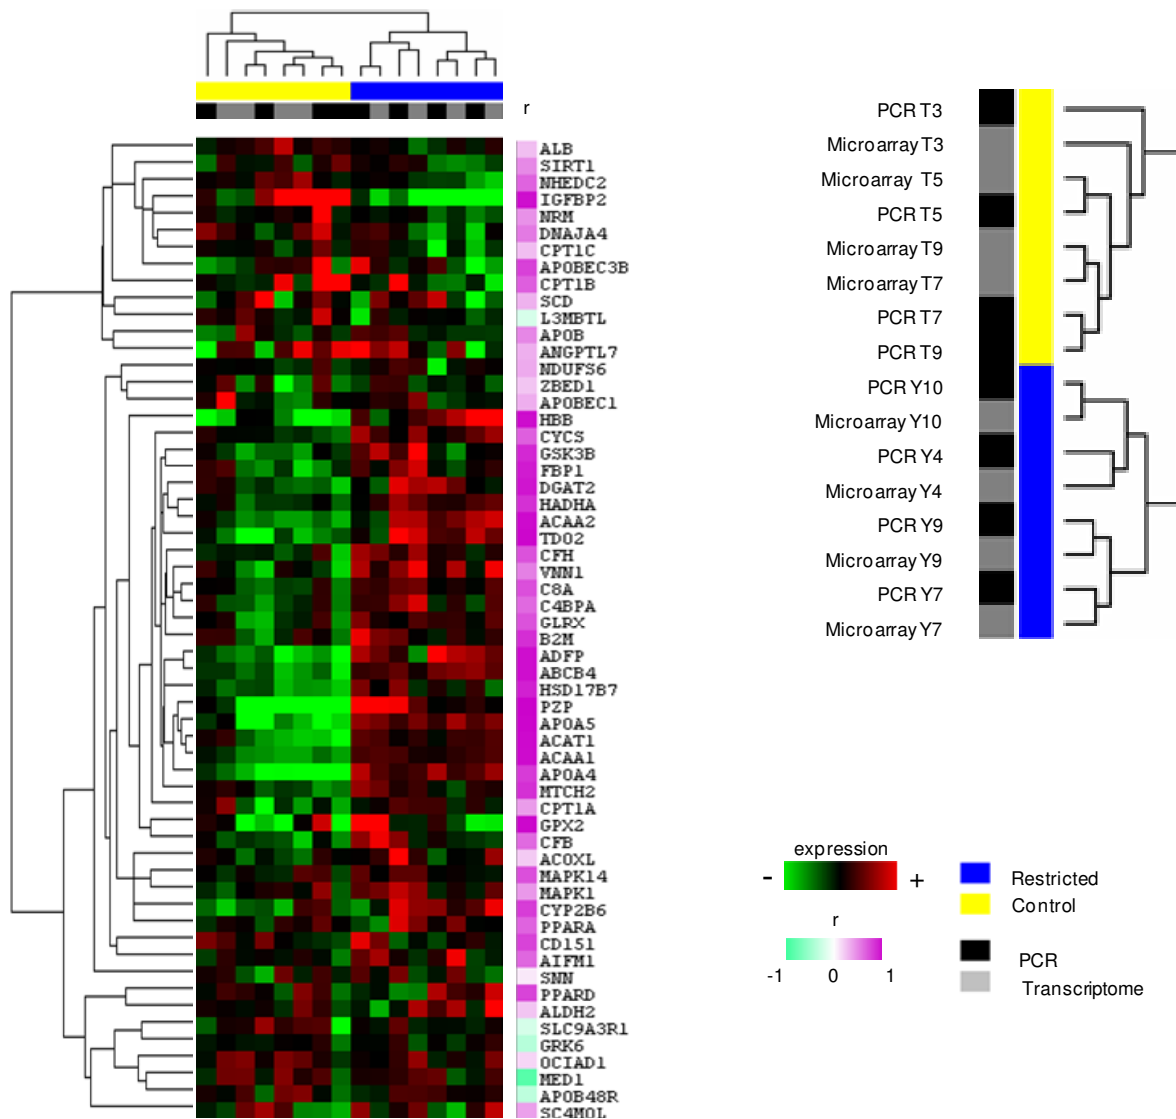 r
ALB
SIRT1
NHEDC2
IGFBP2
NRM
DNAJA4
CPT1C
APOBEC3B
CPT1B
SCD
L3MBTL
APOB
ANGPTL7
NDUFS6
ZBED1
APOBEC1
HBB
CYCS
GSK3B
FBP1
DGAT2
HADHA
ACAA2
TDO2
CFH
VNN1
C8A
C4BPA
GLRX
B2M
ADFP
ABCB4
HSD17B7
PZP
APOA5
ACAT1
ACAA1
APOA4
MTCH2
CPT1A
GPX2
CFB
ACOXL
MAPK14
MAPK1
CYP2B6
PPARA
CD151
AIFM1
SNN
PPARD
ALDH2
SLC9A3R1
GRK6
OCIAD1
MED1
APOB48R
SC4MOL
PCR T3
Microarray T3
Microarray T5
PCR T5
Microarray T9
Microarray T7
PCR T7
PCR T9
PCR Y10
Microarray Y10
PCR Y4
Microarray Y4
PCR Y9
Microarray Y9
PCR Y7
Microarray Y7
expression
- +
r
-1 0 1
Restricted
Control
PCR
Transcriptome